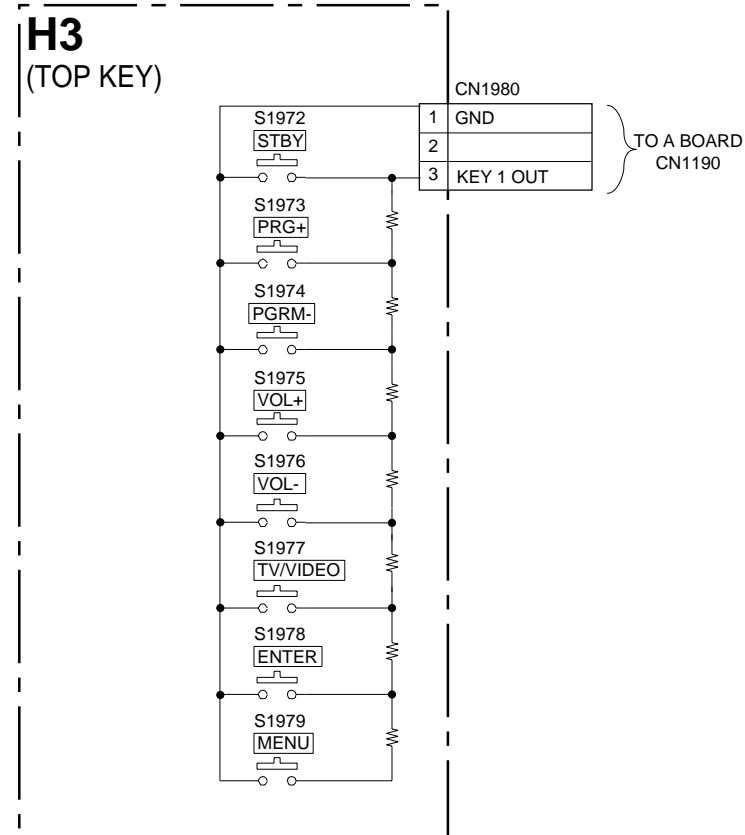 H3
(TOP KEY)
CN1980
1 GND
2
3 KEY 1 OUT
TO A BOARD
CN1190
S1972
STBY
S1973
PRG+
S1974
PGRM-
S1975
VOL+
S1976
VOL-
S1977
TV/VIDEO
S1978
ENTER
S1979
MENU